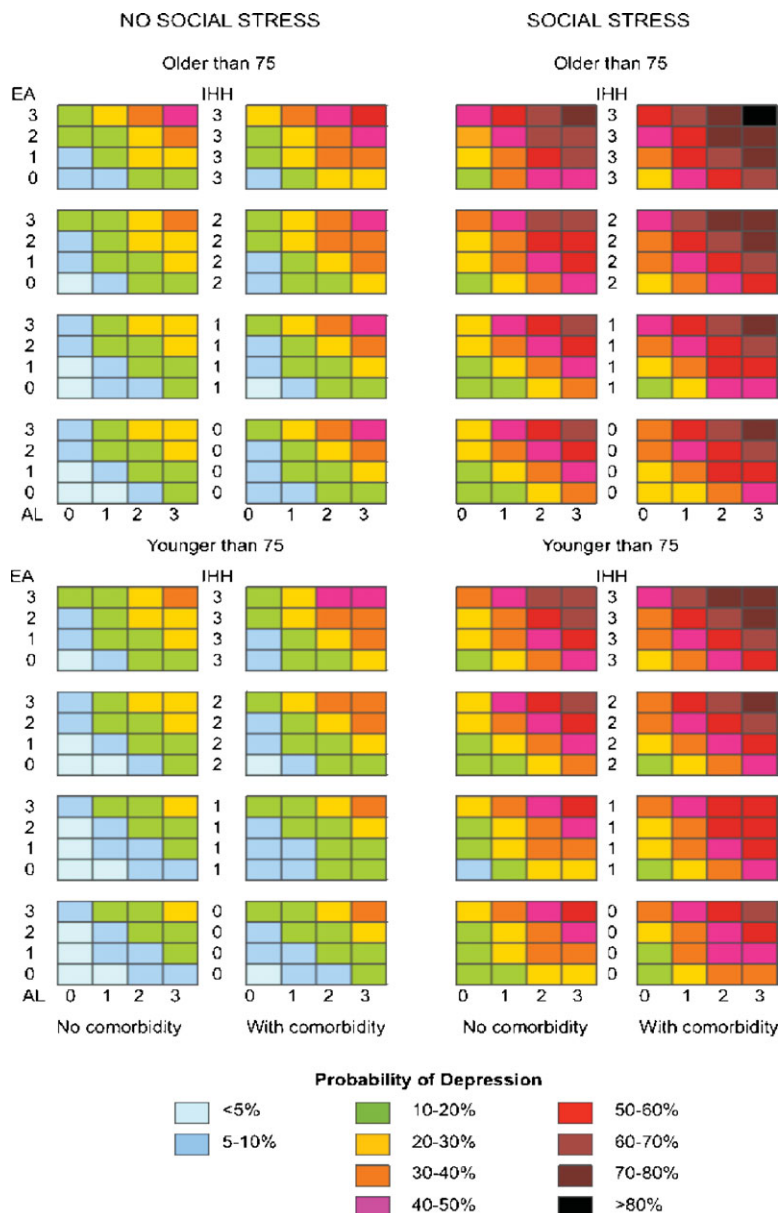 NO SOCIAL STRESS SOCIAL STRESS
Older than 75 Older than 75
EA IHH IHH
3 3 3
2 3 3
1 3 3
0 3 3
3 2 2
2 2 2
1 2 2
0 2 2
3 1 1
2 1 1
1 1 1
0 1 1
3 0 0
2 0 0
1 0 0
0 0 0
AL 0 1 2 3 0 1 2 3 0 1 2 3 0 1 2 3
Younger than 75 Younger than 75
EA IHH IHH
3 3 3
2 3 3
1 3 3
0 3 3
3 2 2
2 2 2
1 2 2
0 2 2
3 1 1
2 1 1
1 1 1
0 1 1
3 0 0
2 0 0
1 0 0
0 0 0
AL 0 1 2 3 0 1 2 3 0 1 2 3 0 1 2 3
No comorbidity With comorbidity No comorbidity With comorbidity
Probability of Depression
<5% 10-20% 50-60%
5-10% 20-30% 60-70%
30-40% 70-80%
40-50% >80%